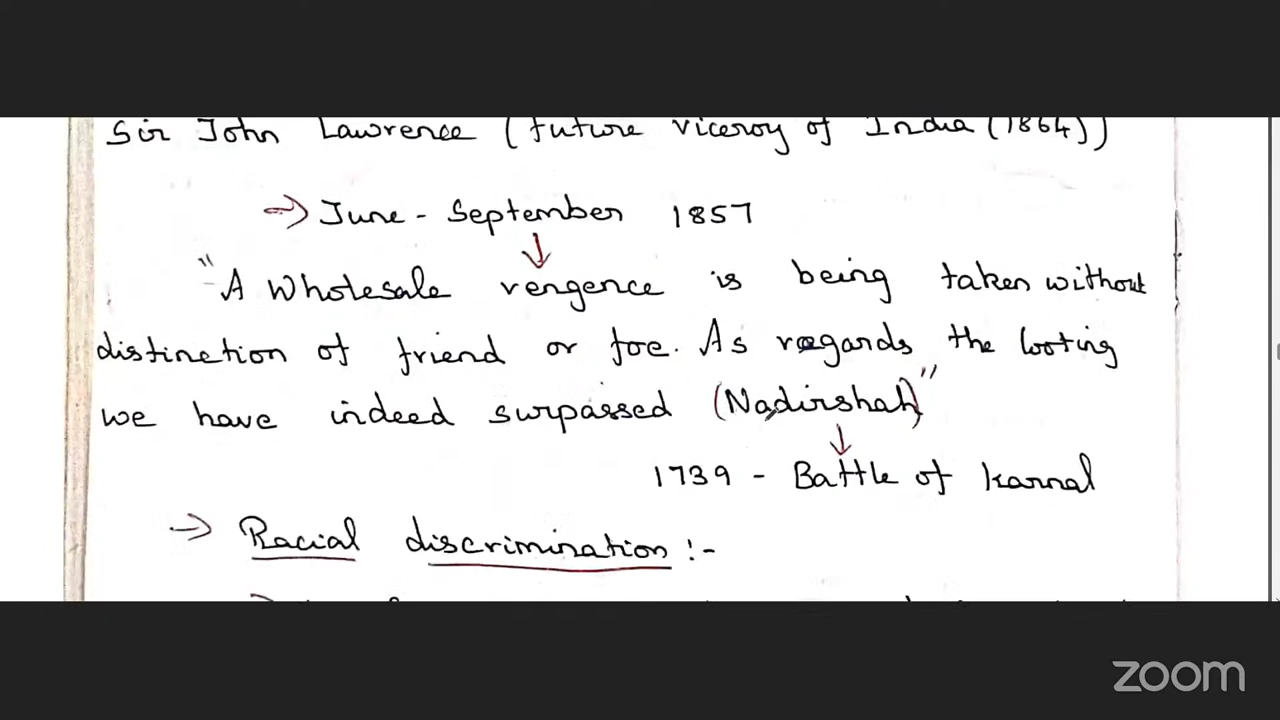 Sir John Lawrence (future viceroy of India (1864))
=> June - September 1857
"A wholesale vengence is being taken without
distinction of friend or foe. As regards the looting
we have indeed surpassed (Nadirshah)"
1739 - Battle of Karnal
→ Racial discrimination :-
zoom